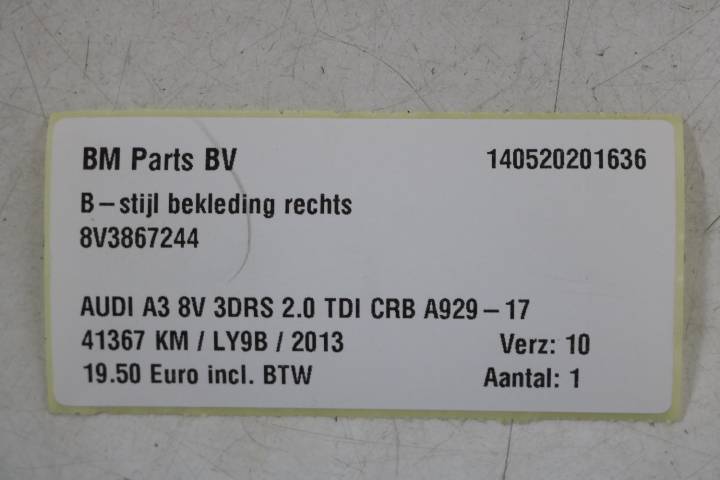 BM Parts BV 140520201636
B-stijl bekleding rechts
8V3867244
AUDI A3 8V 3DRS 2.0 TDI CRB A929-17
41367 KM / LY9B / 2013 Verz: 10
19.50 Euro incl. BTW Aantal: 1